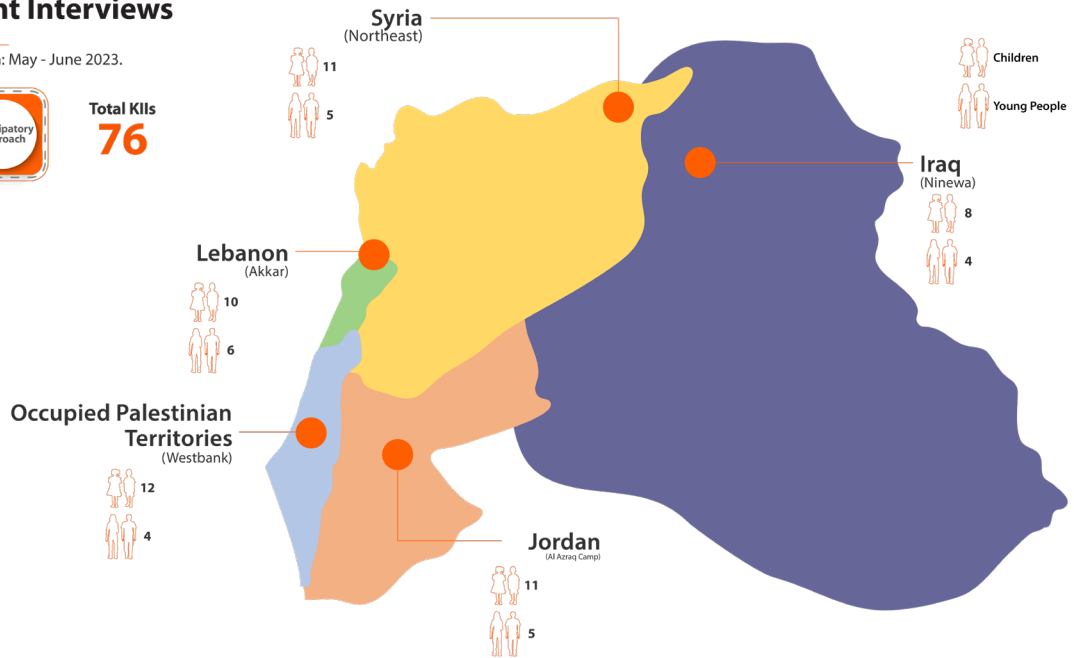 nt Interviews
: May - June 2023.
ipatory
roach
Total KIIs
76
Syria
(Northeast)
11
5
Children
Young People
Iraq
(Ninewa)
8
4
Lebanon
(Akkar)
10
6
Occupied Palestinian
Territories
(Westbank)
12
4
Jordan
(Al Azraq Camp)
11
5